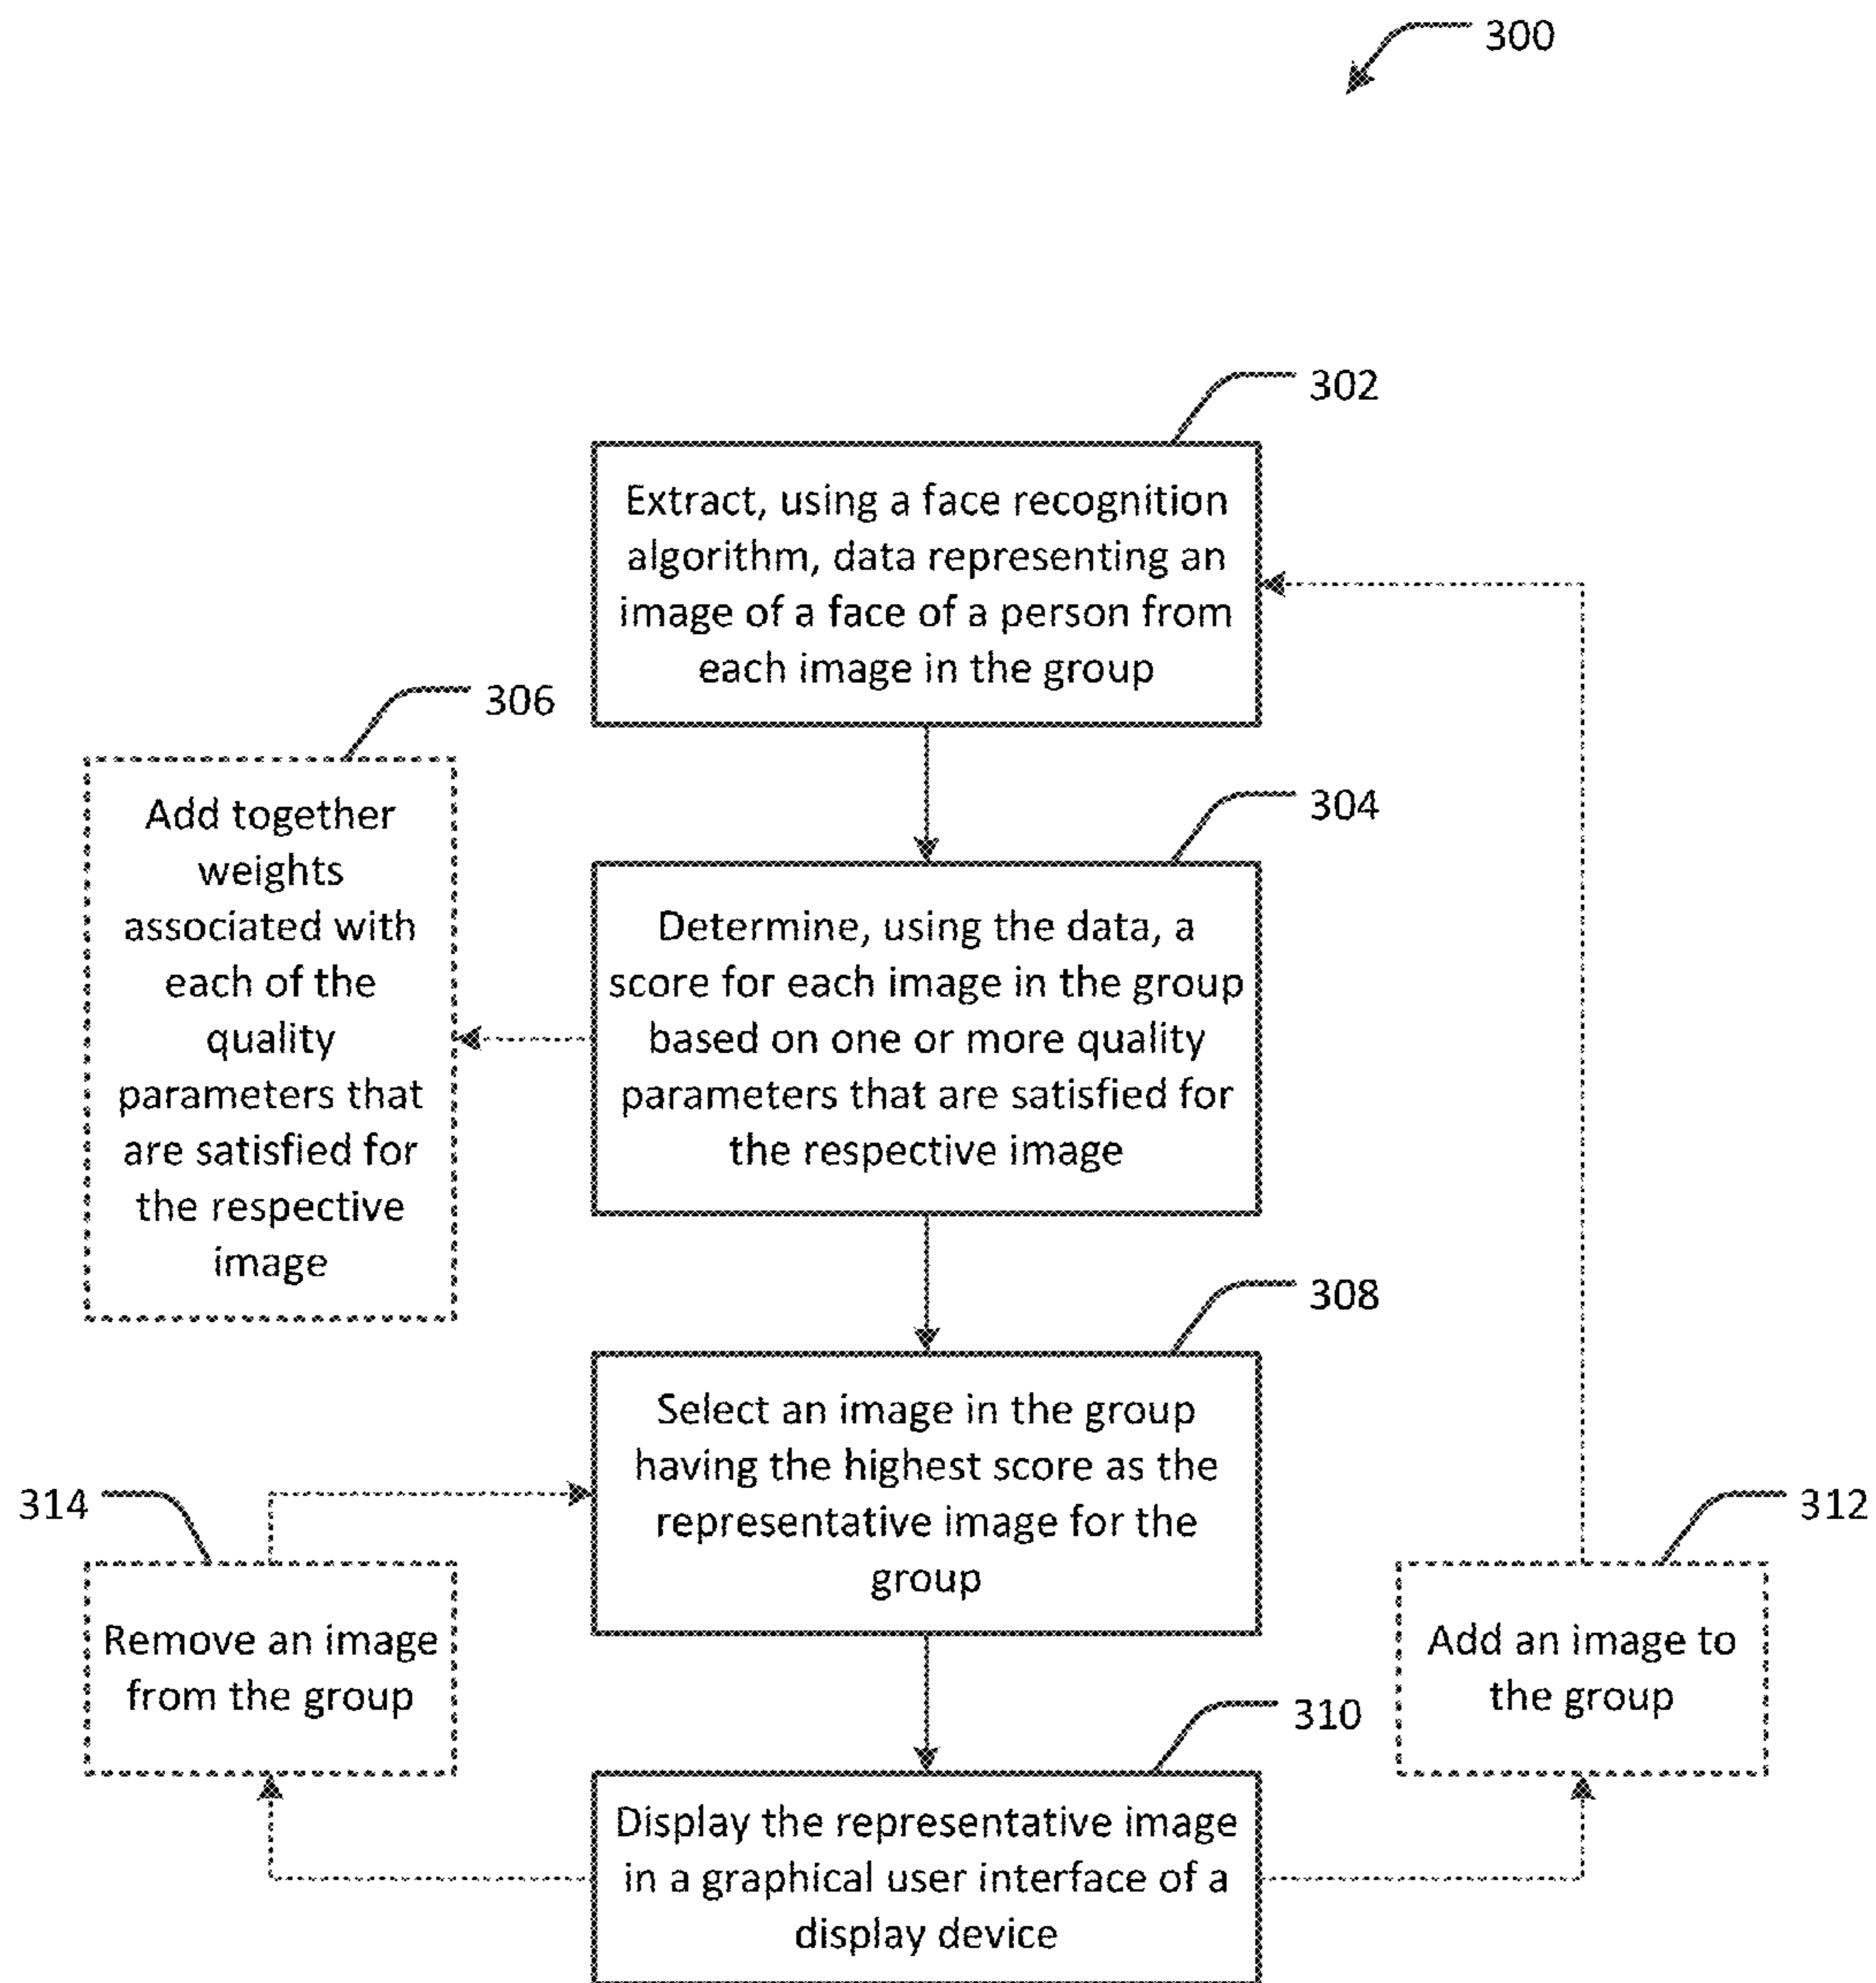 300
302
Extract, using a face recognition
algorithm, data representing an
image of a face of a person from
each image in the group
306
Add together
weights
associated with
each of the
quality
parameters that
are satisfied for
the respective
image
304
Determine, using the data, a
score for each image in the group
based on one or more quality
parameters that are satisfied for
the respective image
308
Select an image in the group
having the highest score as the
representative image for the
group
314
Remove an image
from the group
312
Add an image to
the group
310
Display the representative image
in a graphical user interface of a
display device